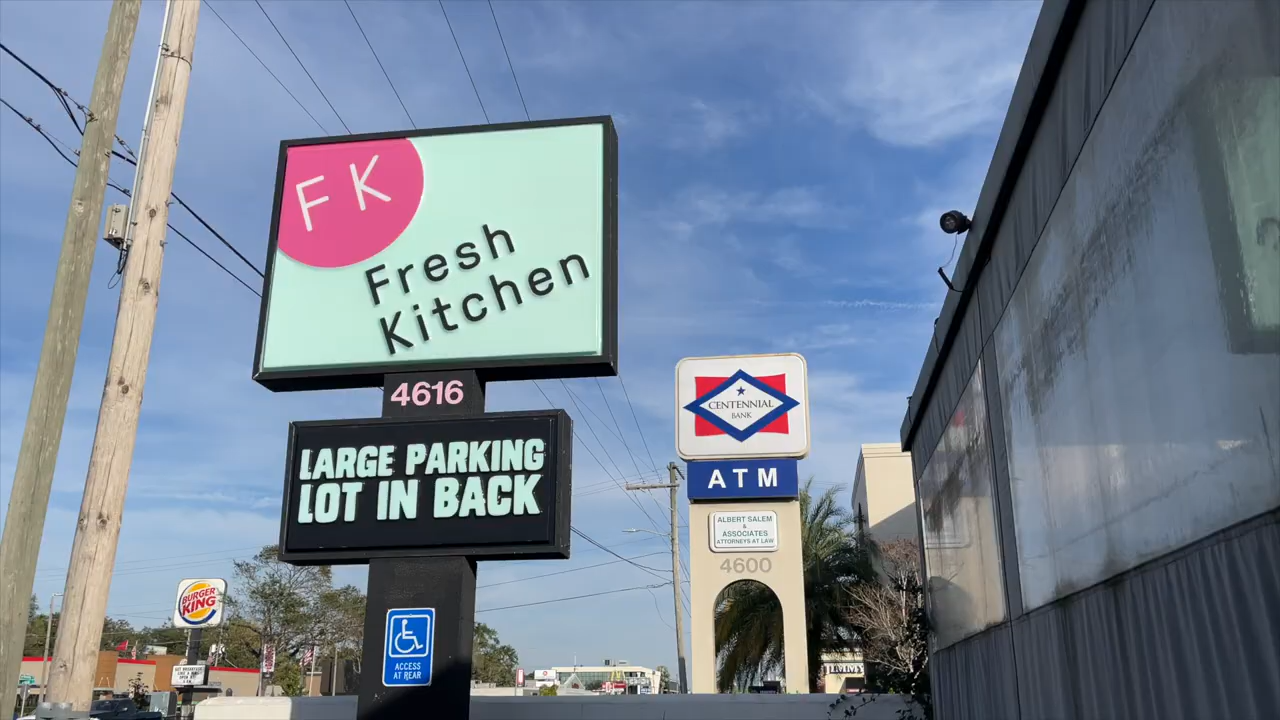 FK
Fresh
Kitchen
4616
LARGE PARKING
LOT IN BACK
ACCESS
AT REAR
CENTENNIAL
BANK
ATM
ALBERT SALEM
&
ASSOCIATES
ATTORNEYS AT LAW
4600
BURGER
KING